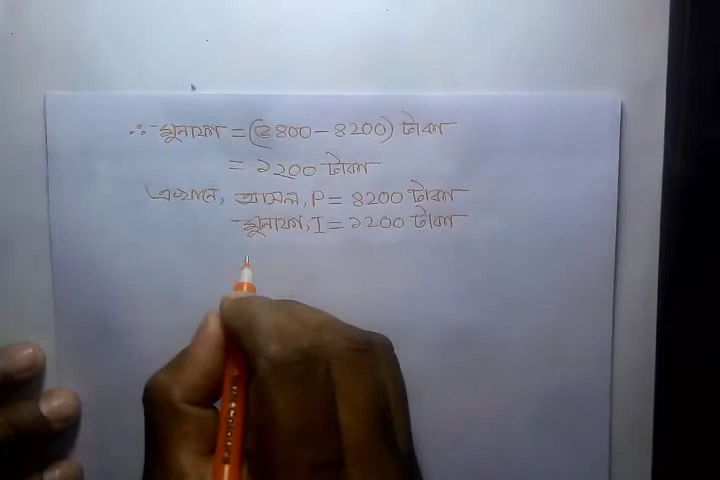 ∴ মুনাফা = (৫৪০০ - ৪২০০) টাকা
= ১২০০ টাকা
এখানে, আসল, P = ৪২০০ টাকা
মুনাফা, I = ১২০০ টাকা